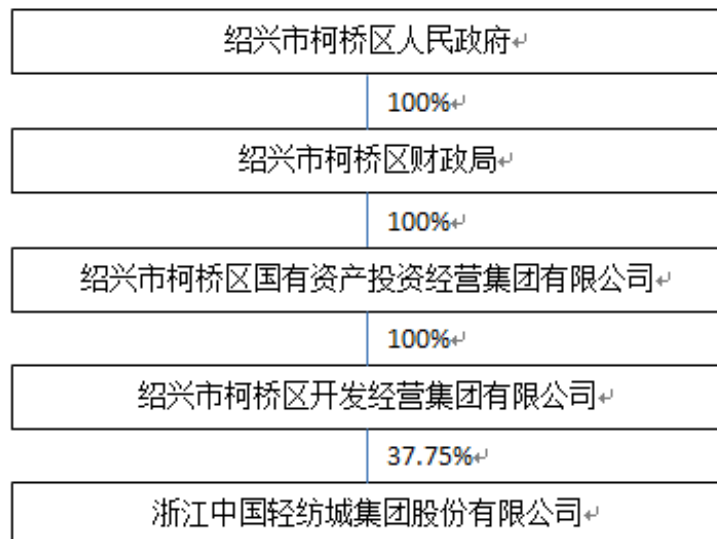 绍兴市柯桥区人民政府↵
100%↵
绍兴市柯桥区财政局↵
100%↵
绍兴市柯桥区国有资产投资经营集团有限公司↵
100%↵
绍兴市柯桥区开发经营集团有限公司↵
37.75%↵
浙江中国轻纺城集团股份有限公司↵